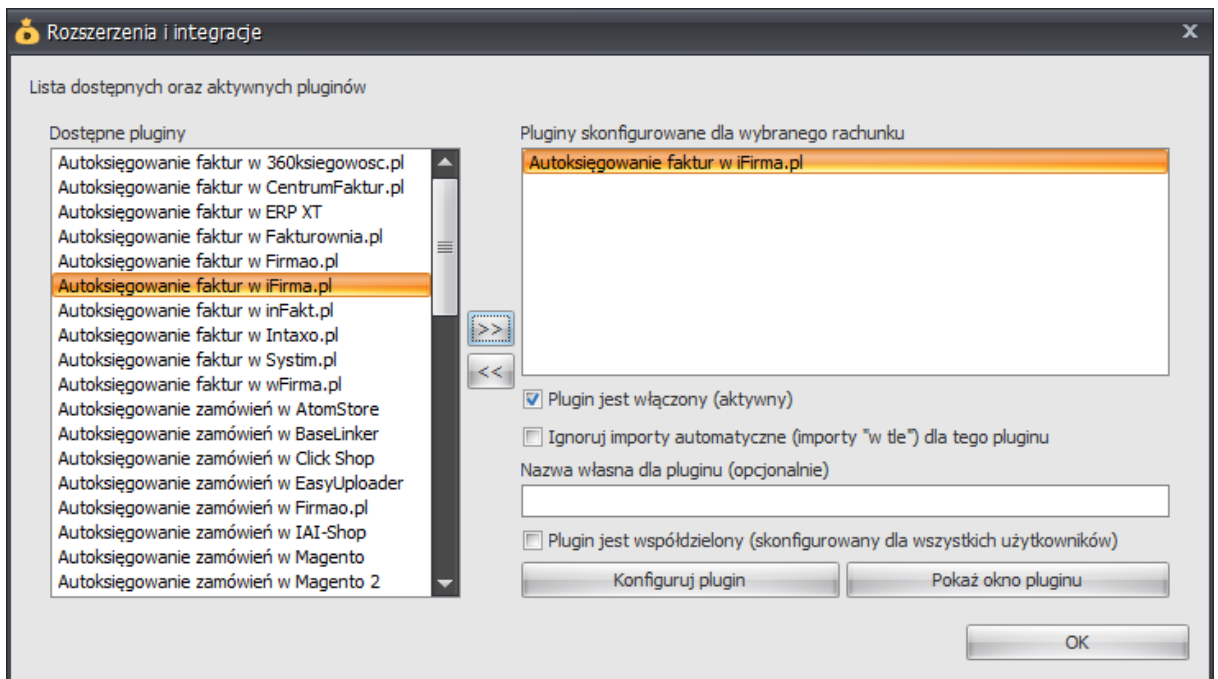 Rozszerzenia i integracje
x
Lista dostępnych oraz aktywnych pluginów
Dostępne pluginy
Autoksięgowanie faktur w 360ksiegowosc.pl
Autoksięgowanie faktur w CentrumFaktur.pl
Autoksięgowanie faktur w ERP XT
Autoksięgowanie faktur w Fakturownia.pl
Autoksięgowanie faktur w Firmao.pl
Autoksięgowanie faktur w iFirma.pl
Autoksięgowanie faktur w inFakt.pl
Autoksięgowanie faktur w Intaxo.pl
Autoksięgowanie faktur w Systim.pl
Autoksięgowanie faktur w wFirma.pl
Autoksięgowanie zamówień w AtomStore
Autoksięgowanie zamówień w BaseLinker
Autoksięgowanie zamówień w Click Shop
Autoksięgowanie zamówień w EasyUploader
Autoksięgowanie zamówień w Firmao.pl
Autoksięgowanie zamówień w IAI-Shop
Autoksięgowanie zamówień w Magento
Autoksięgowanie zamówień w Magento 2
>>
<<
Pluginy skonfigurowane dla wybranego rachunku
Autoksięgowanie faktur w iFirma.pl
Plugin jest włączony (aktywny)
Ignoruj importy automatyczne (importy "w tle") dla tego pluginu
Nazwa własna dla pluginu (opcjonalnie)
Plugin jest współdzielony (skonfigurowany dla wszystkich użytkowników)
Konfiguruj plugin
Pokaż okno pluginu
OK